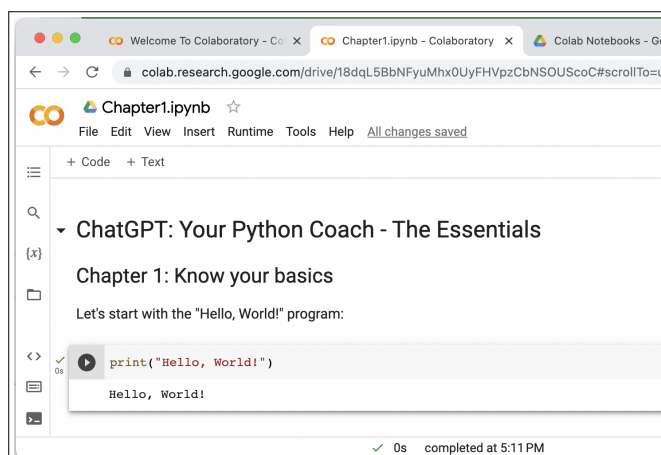 Welcome To Colaboratory - Co
Chapter1.ipynb - Colaboratory
Colab Notebooks - G
colab.research.google.com/drive/18dqL5BbNFyuMhx0UyFHVpzCbNSOUScoC#scrollTo=
Chapter1.ipynb
File Edit View Insert Runtime Tools Help All changes saved
+ Code + Text
ChatGPT: Your Python Coach - The Essentials
Chapter 1: Know your basics
Let's start with the "Hello, World!" program:
print("Hello, World!")
0s
Hello, World!
0s completed at 5:11 PM